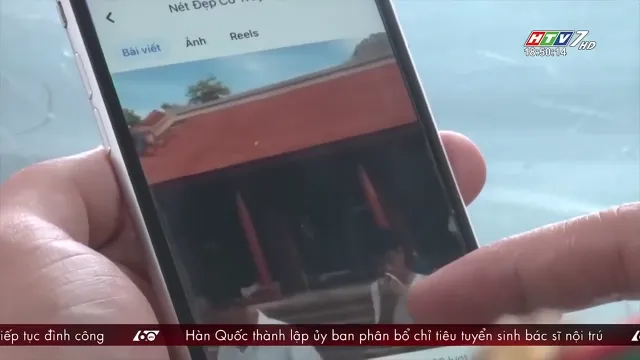 Nét Đẹp Cổ
Bài viết Ảnh Reels
HTV7 HD
18:50:14
iếp tục đình công 60 Hàn Quốc thành lập ủy ban phân bổ chỉ tiêu tuyển sinh bác sĩ nội trú